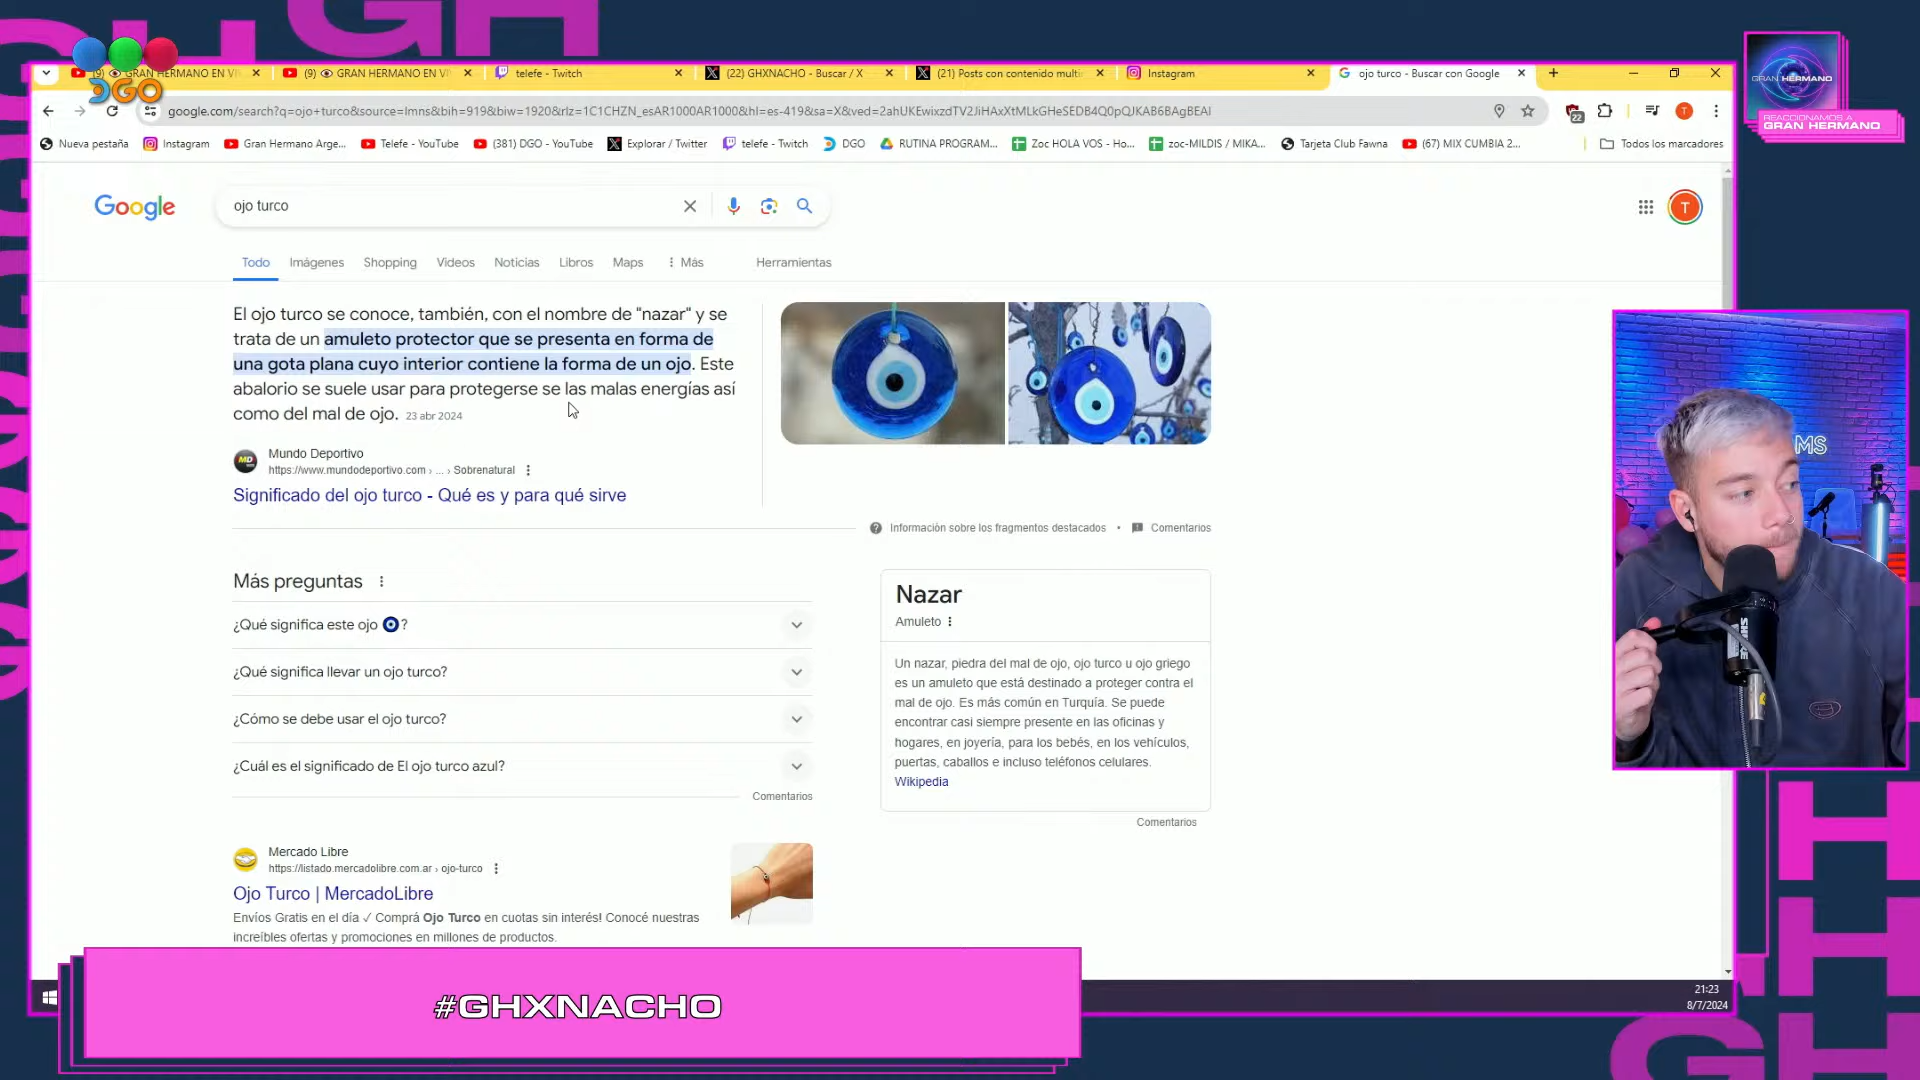 GH
DGO
(9) GRAN HERMANO EN VI
(9) GRAN HERMANO EN VI
telefe - Twitch
(22) GHXNACHO - Buscar / X
(21) Posts con contenido multi
Instagram
ojo turco - Buscar con Google
google.com/search?q=ojo+turco&source=lmns&bih=919&biw=1920&rlz=1C1CHZN_esAR1000AR1000&hl=es-419&sa=X&ved=2ahUKEwixzdTV2JiHAxXtMLkGHeSEDB4Q0pQJKAB6BAgBEAI
22
T
Nueva pestaña
Instagram
Gran Hermano Arge...
Telefe - YouTube
(381) DGO - YouTube
Explorar / Twitter
telefe - Twitch
DGO
RUTINA PROGRAM...
Zoc HOLA VOS - Ho...
zoc-MILDIS / MIKA...
Tarjeta Club Fawna
(67) MIX CUMBIA 2...
Todos los marcadores
GRAN HERMANO
REACCIONAMOS A
GRAN HERMANO
Google
ojo turco
T
Todo
Imágenes
Shopping
Videos
Noticias
Libros
Maps
Más
Herramientas
El ojo turco se conoce, también, con el nombre de "nazar" y se
trata de un amuleto protector que se presenta en forma de
una gota plana cuyo interior contiene la forma de un ojo. Este
abalorio se suele usar para protegerse se las malas energías así
como del mal de ojo. 23 abr 2024
MD
Mundo Deportivo
https://www.mundodeportivo.com › ... › Sobrenatural
Significado del ojo turco - Qué es y para qué sirve
Información sobre los fragmentos destacados
Comentarios
Más preguntas
¿Qué significa este ojo 🧿?
¿Qué significa llevar un ojo turco?
¿Cómo se debe usar el ojo turco?
¿Cuál es el significado de El ojo turco azul?
Comentarios
Nazar
Amuleto
Un nazar, piedra del mal de ojo, ojo turco u ojo griego
es un amuleto que está destinado a proteger contra el
mal de ojo. Es más común en Turquía. Se puede
encontrar casi siempre presente en las oficinas y
hogares, en joyería, para los bebés, en los vehículos,
puertas, caballos e incluso teléfonos celulares.
Wikipedia
Comentarios
Mercado Libre
https://listado.mercadolibre.com.ar › ojo-turco
Ojo Turco | MercadoLibre
Envíos Gratis en el día ✓ Comprá Ojo Turco en cuotas sin interés! Conocé nuestras
increíbles ofertas y promociones en millones de productos.
MS
SHURE
#GHXNACHO
21:23
8/7/2024